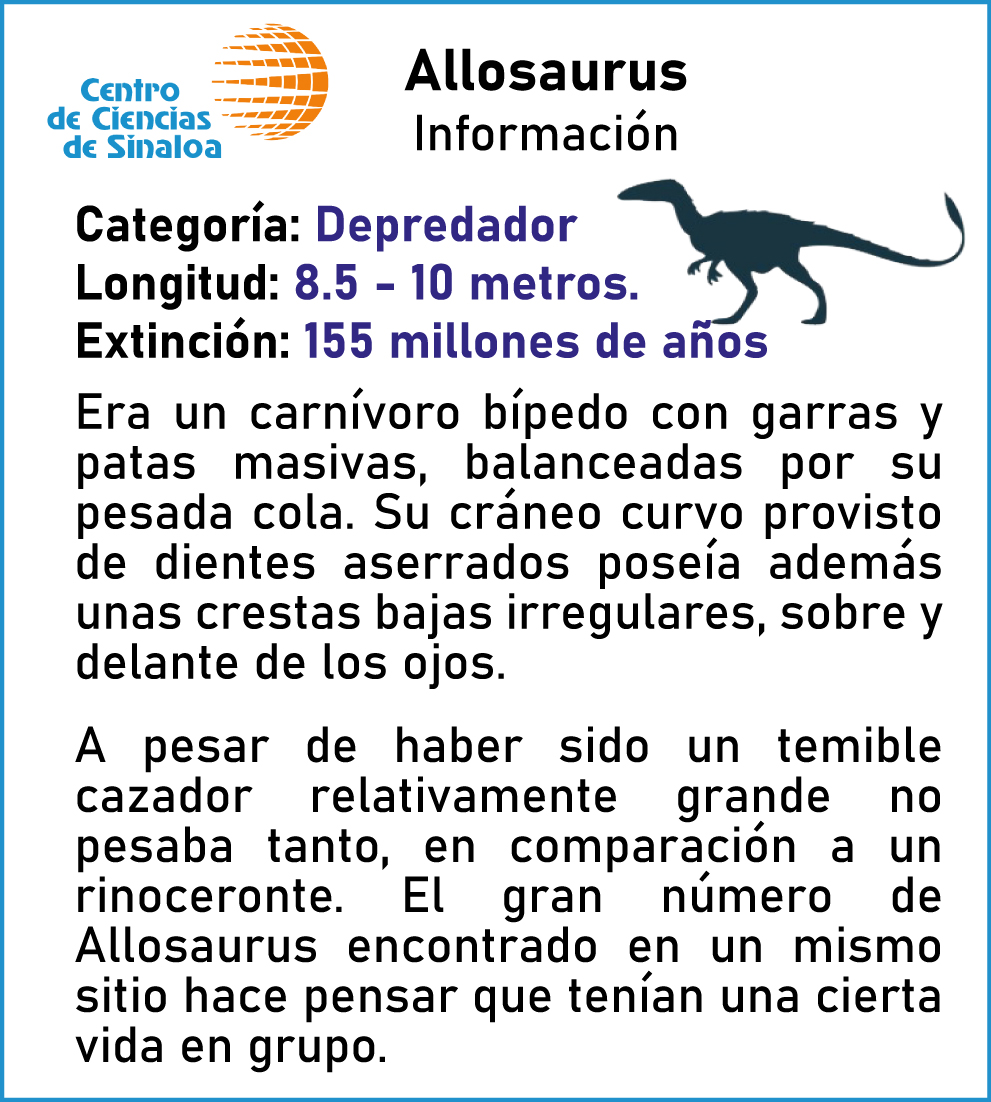 Centro
de Ciencias
de Sinaloa
Allosaurus
Información
Categoría: Depredador
Longitud: 8.5 - 10 metros.
Extinción: 155 millones de años
Era un carnívoro bípedo con garras y
patas masivas, balanceadas por su
pesada cola. Su cráneo curvo provisto
de dientes aserrados poseía además
unas crestas bajas irregulares, sobre y
delante de los ojos.
A pesar de haber sido un temible
cazador relativamente grande no
pesaba tanto, en comparación a un
rinoceronte. El gran número de
Allosaurus encontrado en un mismo
sitio hace pensar que tenían una cierta
vida en grupo.